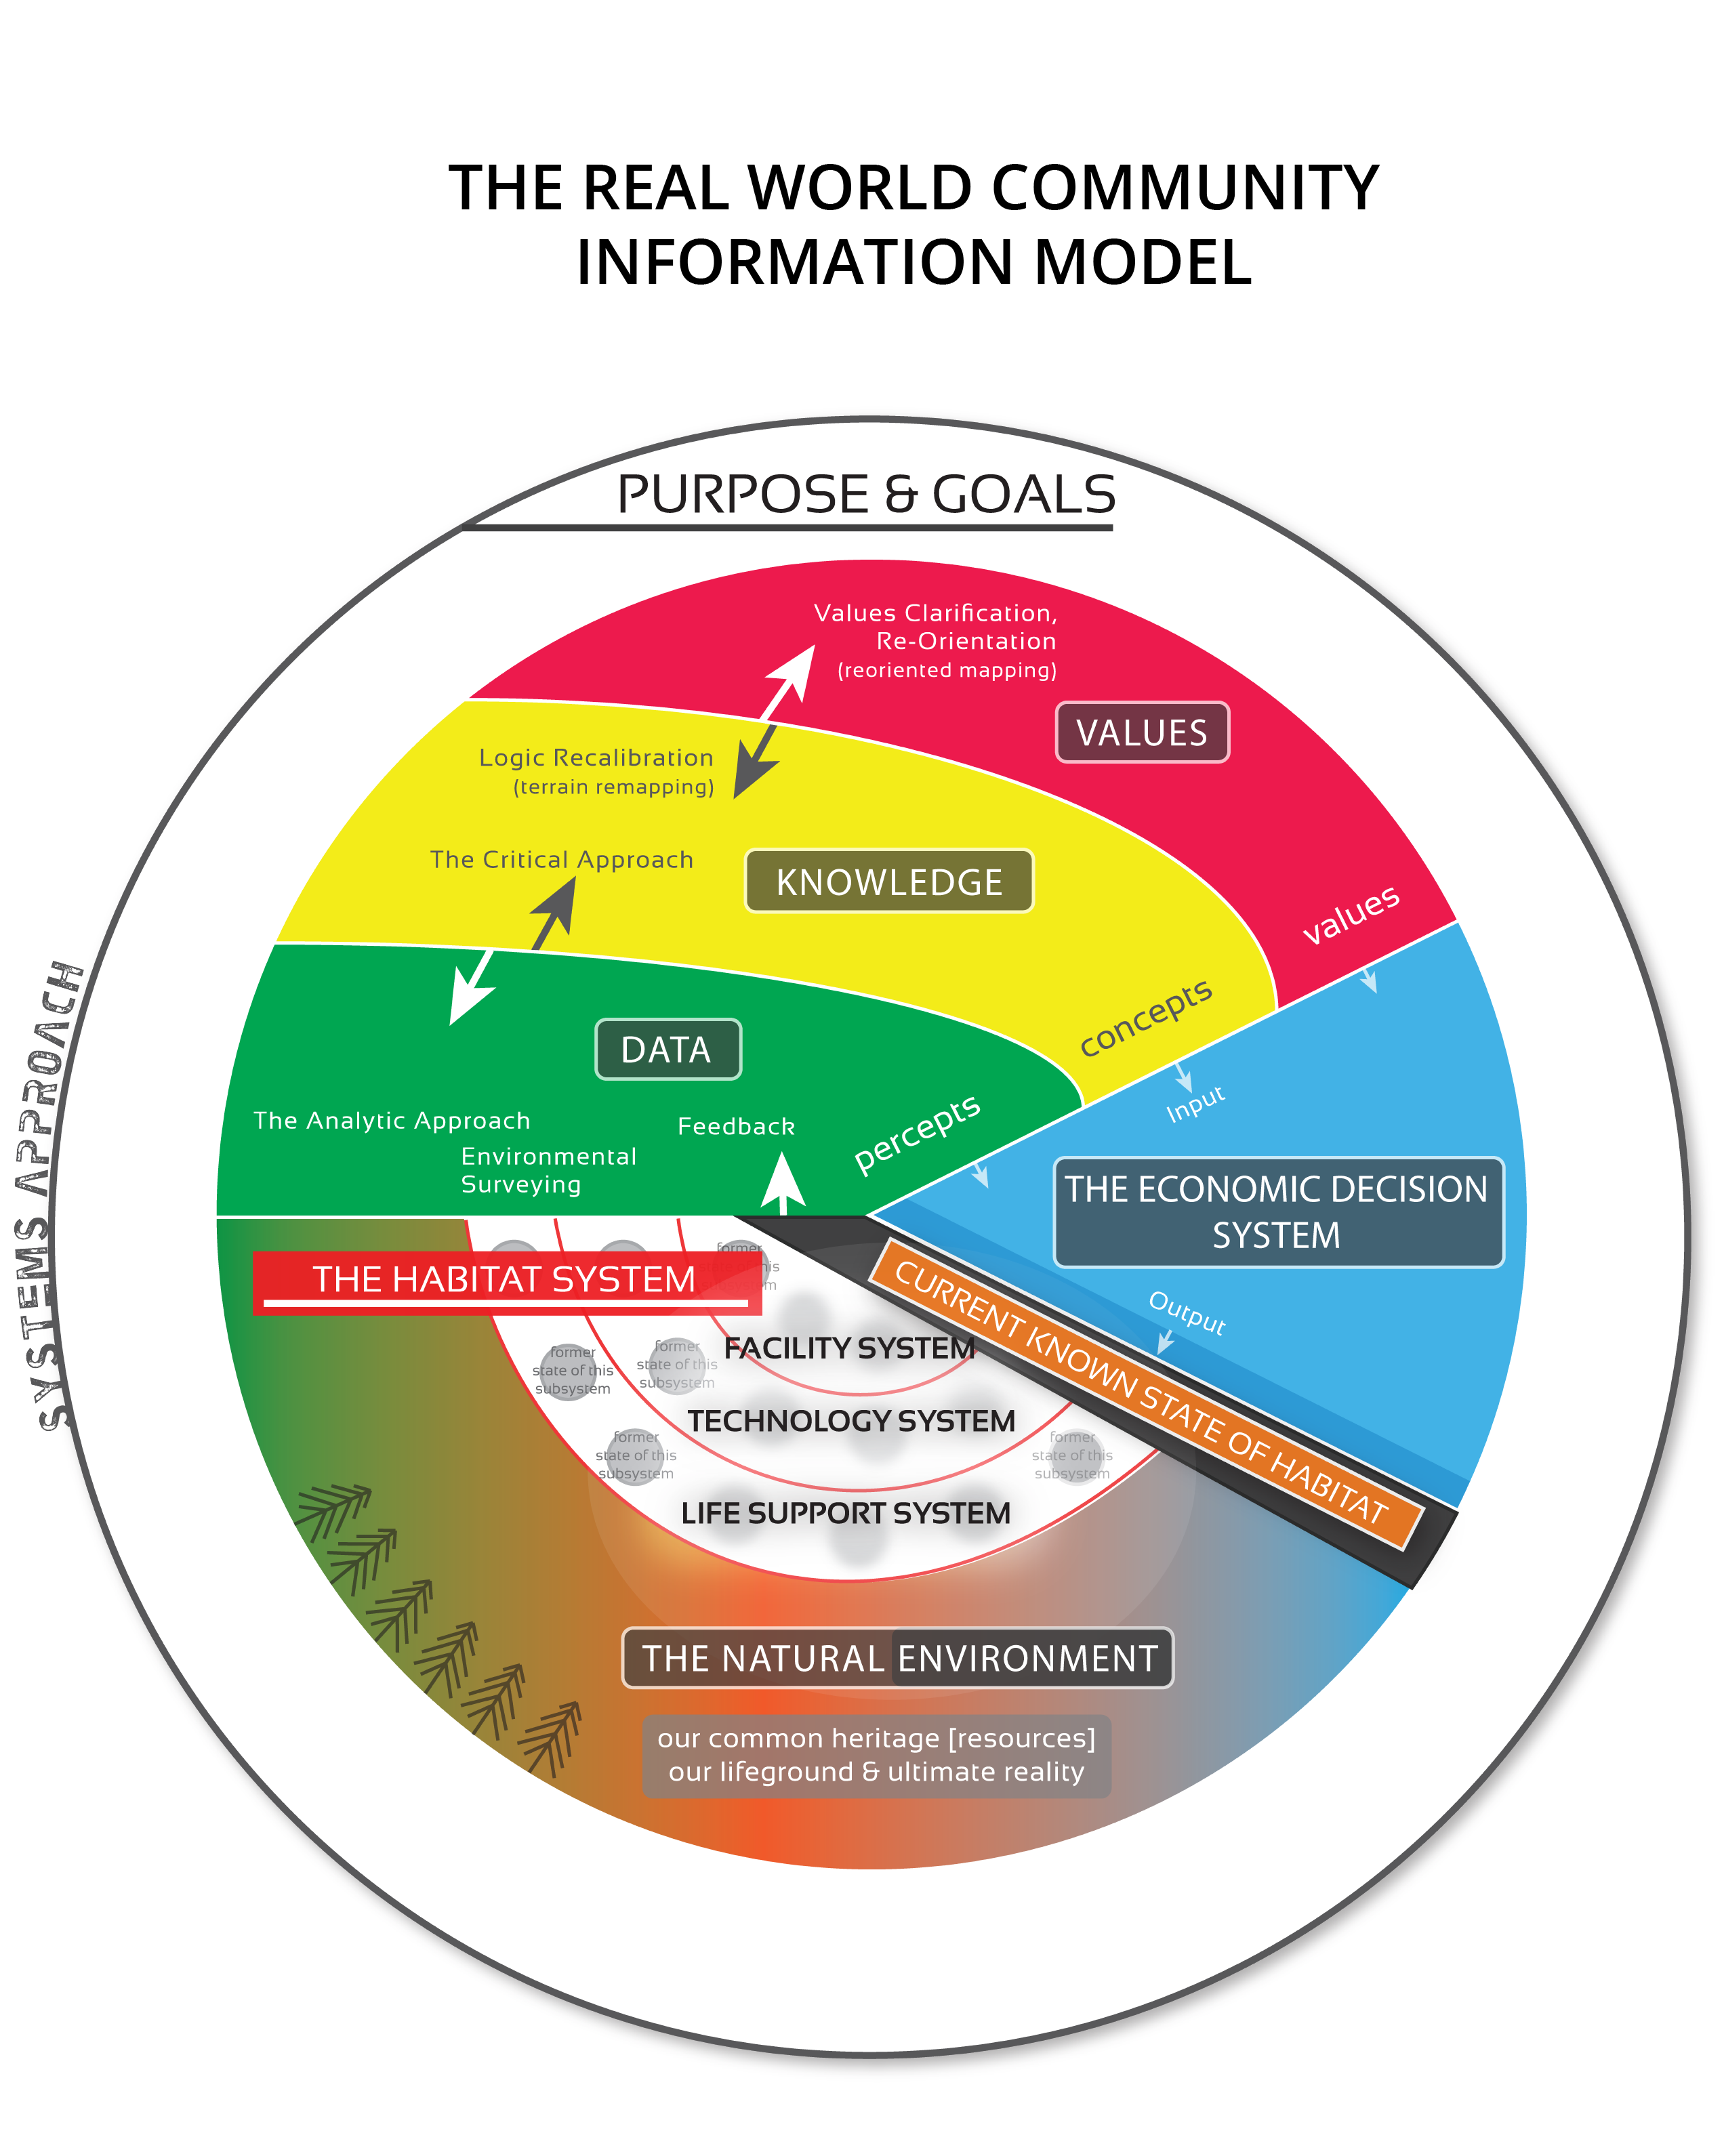 THE REAL WORLD COMMUNITY
INFORMATION MODEL
PURPOSE & GOALS
SYSTEMS APPROACH
Values Clarification,
Re-Orientation
(reoriented mapping)
VALUES
Logic Recalibration
(terrain remapping)
The Critical Approach
KNOWLEDGE
values
concepts
percepts
DATA
The Analytic Approach
Environmental
Surveying
Feedback
Input
THE ECONOMIC DECISION
SYSTEM
Output
CURRENT KNOWN STATE OF HABITAT
THE HABITAT SYSTEM
former
FACILITY SYSTEM
former
state of this
subsystem
former
state of this
subsystem
TECHNOLOGY SYSTEM
former
state of this
subsystem
former
state of this
subsystem
LIFE SUPPORT SYSTEM
THE NATURAL ENVIRONMENT
our common heritage [resources]
our lifeground & ultimate reality